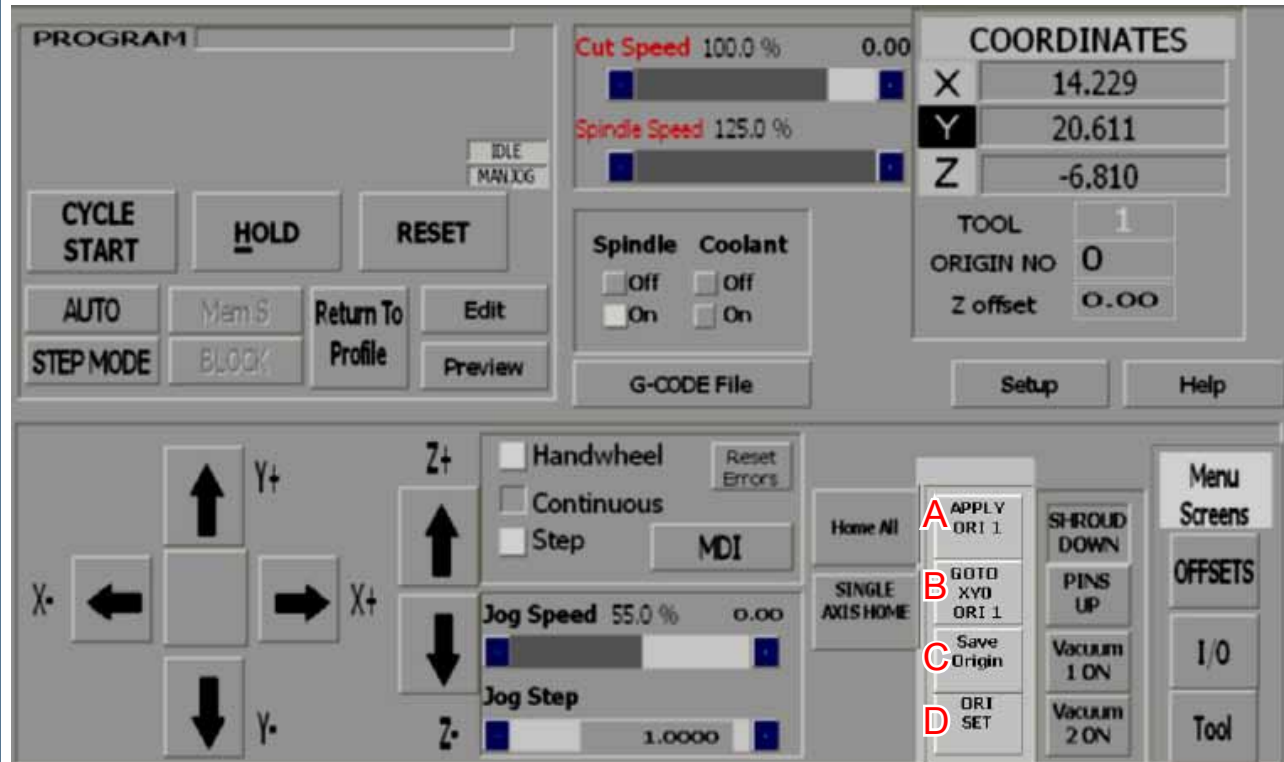 PROGRAM
IDLE
MANJOG
CYCLE
START
HOLD
RESET
AUTO
Mem S
Return To
Profile
Edit
STEP MODE
BLOCK
Preview
Cut Speed 100.0 % 0.00
Spindle Speed 125.0 %
Spindle Coolant
Off Off
On On
G-CODE File
COORDINATES
X 14.229
Y 20.611
Z -6.810
TOOL 1
ORIGIN NO 0
Z offset 0.00
Setup
Help
Y+
X-
X+
Y-
Z+
Z-
Handwheel
Continuous
Step
Reset
Errors
MDI
Jog Speed 55.0 % 0.00
Jog Step
1.0000
Home All
SINGLE
AXIS HOME
A APPLY
ORI 1
B GOTO
XY0
ORI 1
C Save
Origin
D ORI
SET
SHROUD
DOWN
PINS
UP
Vacuum
1 ON
Vacuum
2 ON
Menu
Screens
OFFSETS
I/O
Tool